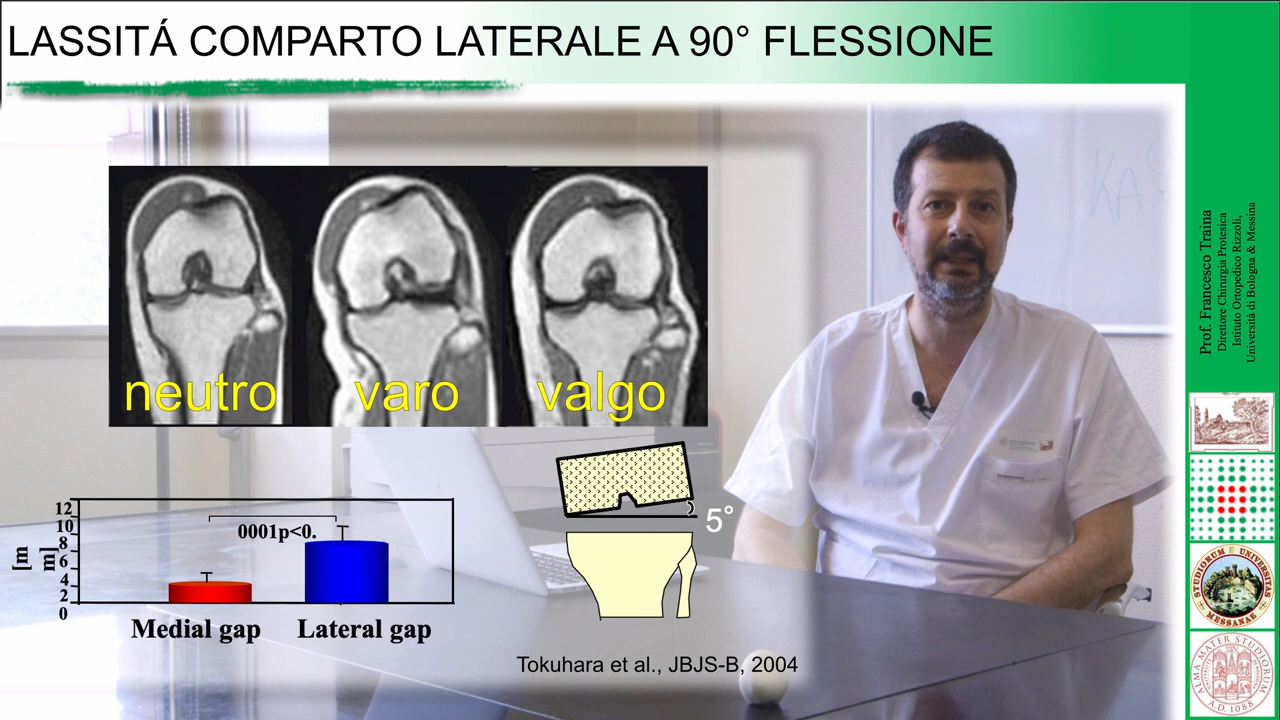 LASSITÁ COMPARTO LATERALE A 90° FLESSIONE
neutro
varo
valgo
12
10
8
6
4
2
0
[m
m]
0001p<0.
Medial gap
Lateral gap
5°
Tokuhara et al., JBJS-B, 2004
KA
Prof. Francesco Traina
Direttore Chirurgia Protesica
Istituto Ortopedico Rizzoli,
Università di Bologna & Messina
STUDIORUM E UNIVERSITAS
MESSANAE
ALMA MATER STUDIORUM
A.D. 1088